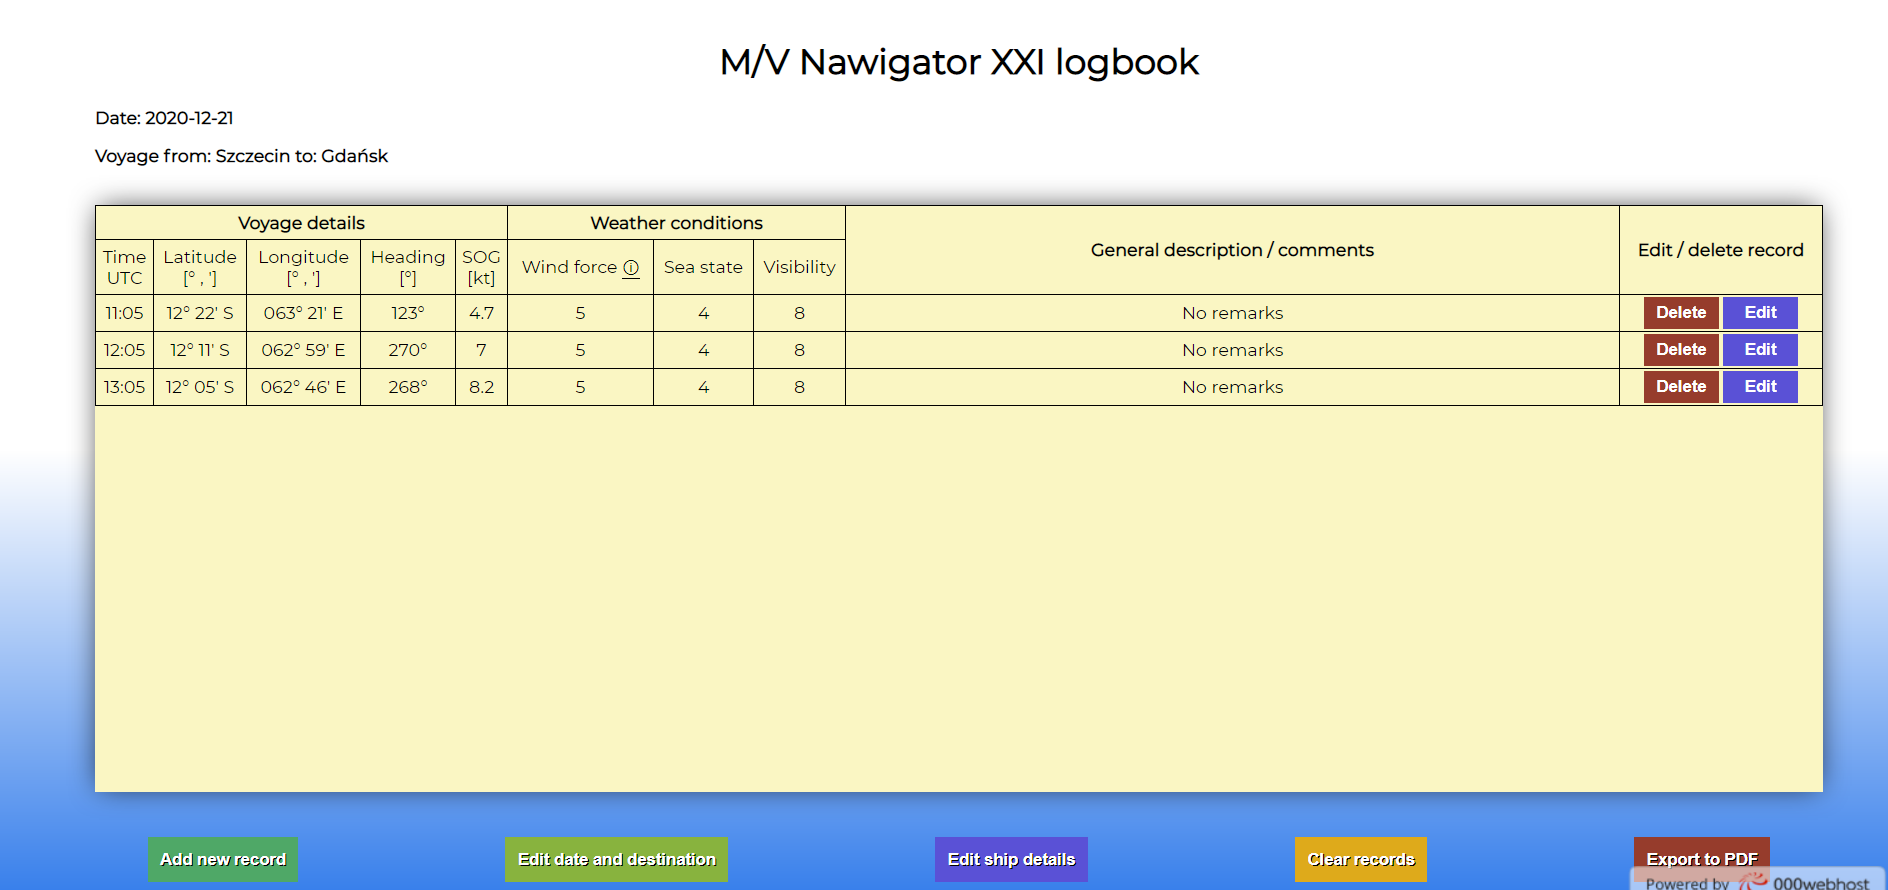 M/V Nawigator XXI logbook
Date: 2020-12-21
Voyage from: Szczecin to: Gdańsk
Voyage details Weather conditions General description / comments Edit / delete record
Time UTC Latitude [° , '] Longitude [° , '] Heading [°] SOG [kt] Wind force ⓘ Sea state Visibility
11:05 12° 22' S 063° 21' E 123° 4.7 5 4 8 No remarks Delete Edit
12:05 12° 11' S 062° 59' E 270° 7 5 4 8 No remarks Delete Edit
13:05 12° 05' S 062° 46' E 268° 8.2 5 4 8 No remarks Delete Edit
Add new record Edit date and destination Edit ship details Clear records Export to PDF
Powered by 000webhost